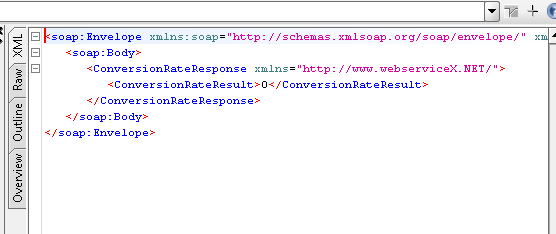 XML
Raw
Outline
Overview
<soap:Envelope xmlns:soap="http://schemas.xmlsoap.org/soap/envelope/" xm
<soap:Body>
<ConversionRateResponse xmlns="http://www.webserviceX.NET/">
<ConversionRateResult>0</ConversionRateResult>
</ConversionRateResponse>
</soap:Body>
</soap:Envelope>